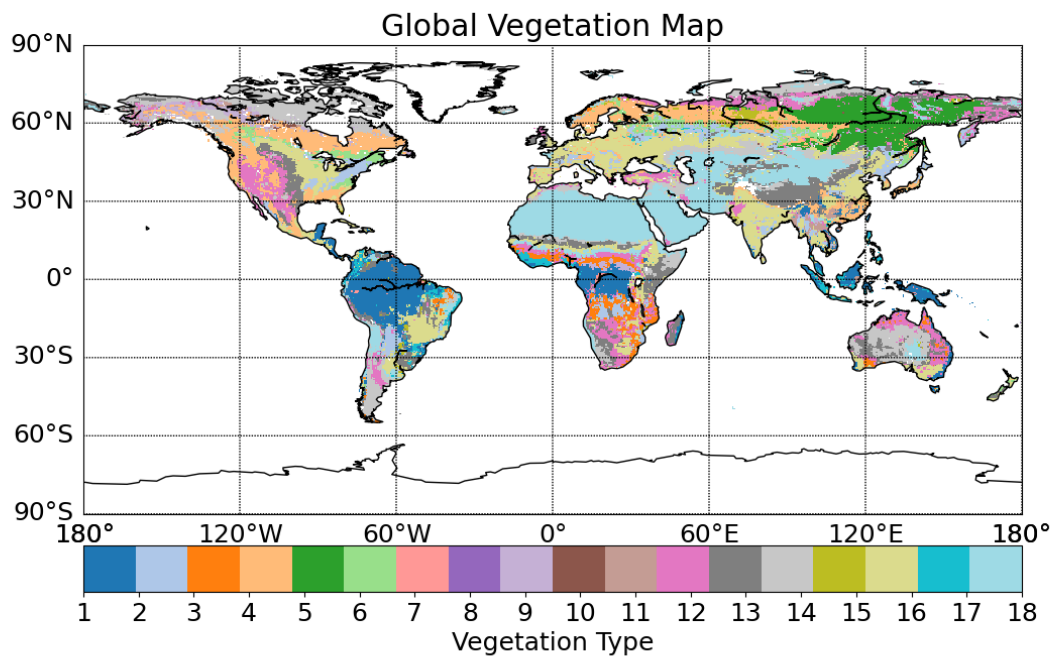 Global Vegetation Map
90°N
60°N
30°N
0°
30°S
60°S
90°S
180° 120°W 60°W 0° 60°E 120°E 180°
1 2 3 4 5 6 7 8 9 10 11 12 13 14 15 16 17 18
Vegetation Type